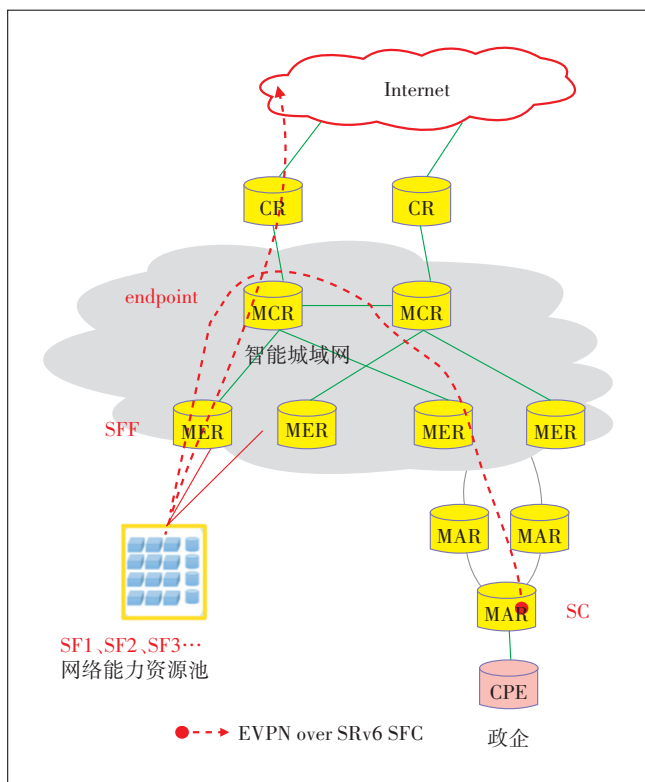 Internet
CR
CR
endpoint
MCR
MCR
智能城域网
SFF
MER
MER
MER
MER
MAR
MAR
MAR
SC
SF1、SF2、SF3…
网络能力资源池
CPE
EVPN over SRv6 SFC
政企